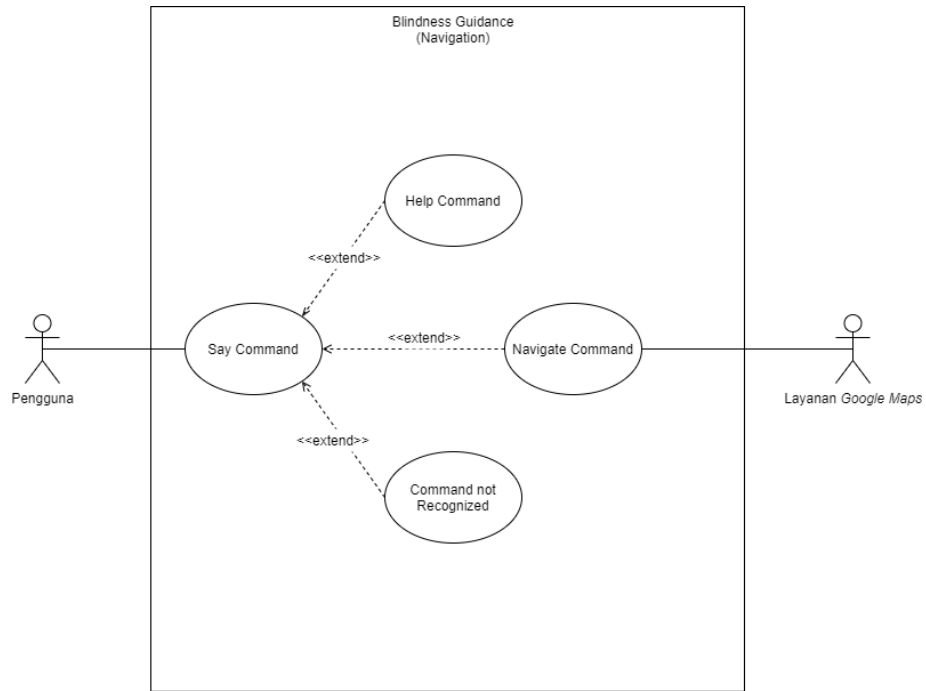 Blindness Guidance
(Navigation)
Help Command
<<extend>>
Say Command
<<extend>>
Navigate Command
Pengguna
Layanan Google Maps
<<extend>>
Command not
Recognized